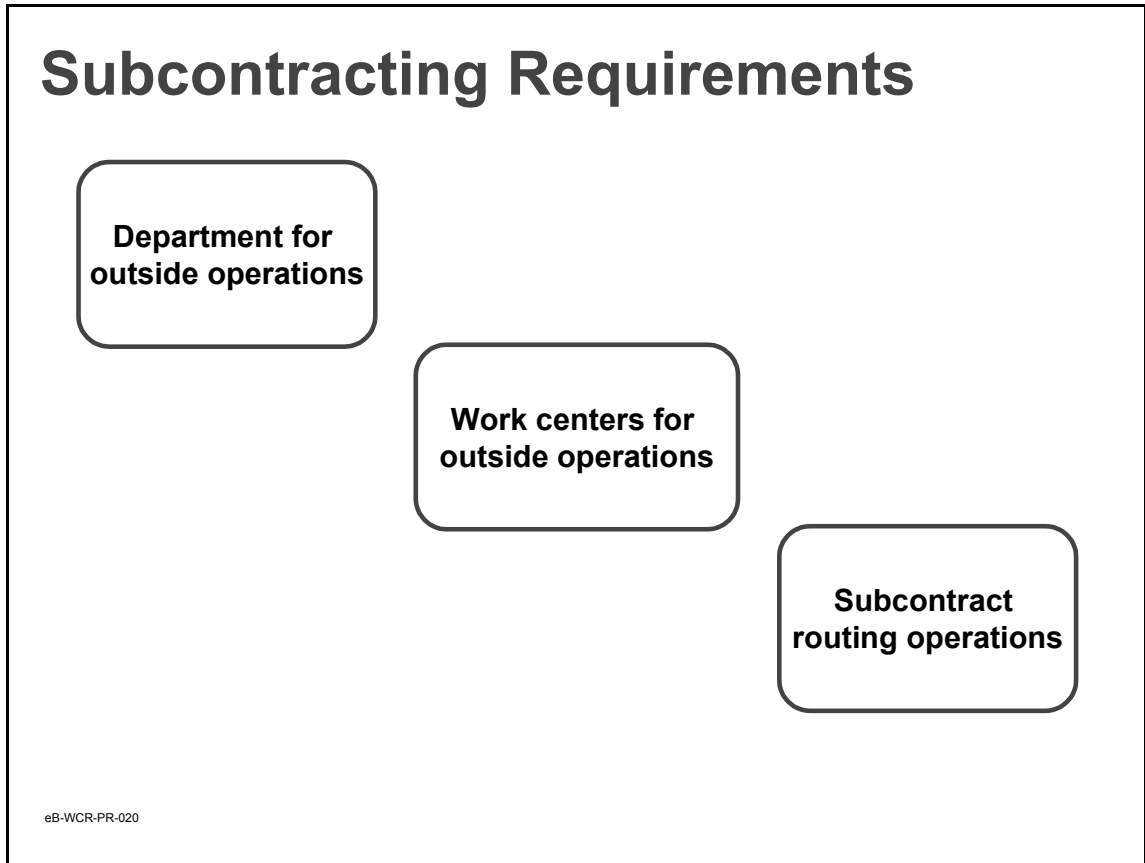 Subcontracting Requirements
Department for
outside operations
Work centers for
outside operations
Subcontract
routing operations
eB-WCR-PR-020